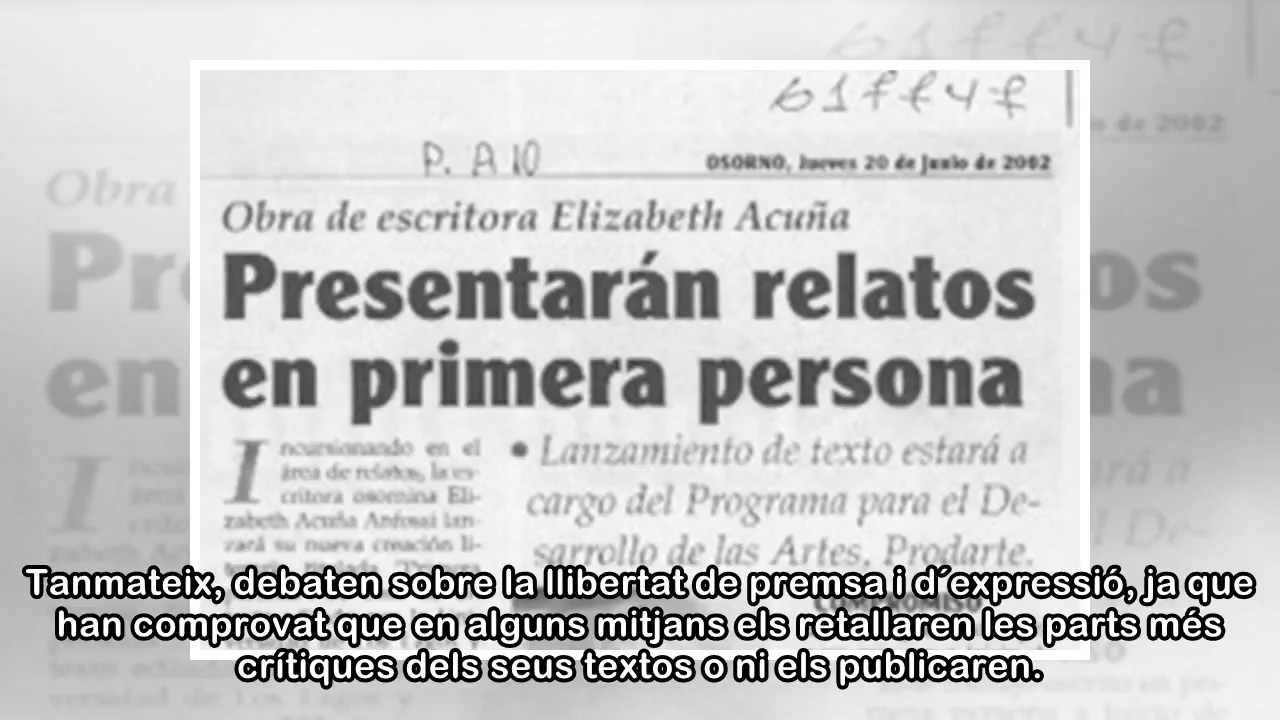 61ff4f
P. A 10
OSORNO, Jueves 20 de Junio de 2002
Obra de escritora Elizabeth Acuña
Presentarán relatos
en primera persona
Incursionando en el
área de relatos, la es-
critora osornina Eli-
zabeth Acuña Anfossi lan-
zará su nueva creación li-
• Lanzamiento de texto estará a
cargo del Programa para el De-
sarrollo de las Artes, Prodarte.
COMPROMISO
Tanmateix, debaten sobre la llibertat de premsa i d´expressió, ja que
han comprovat que en alguns mitjans els retallaren les parts més
crítiques dels seus textos o ni els publicaren.